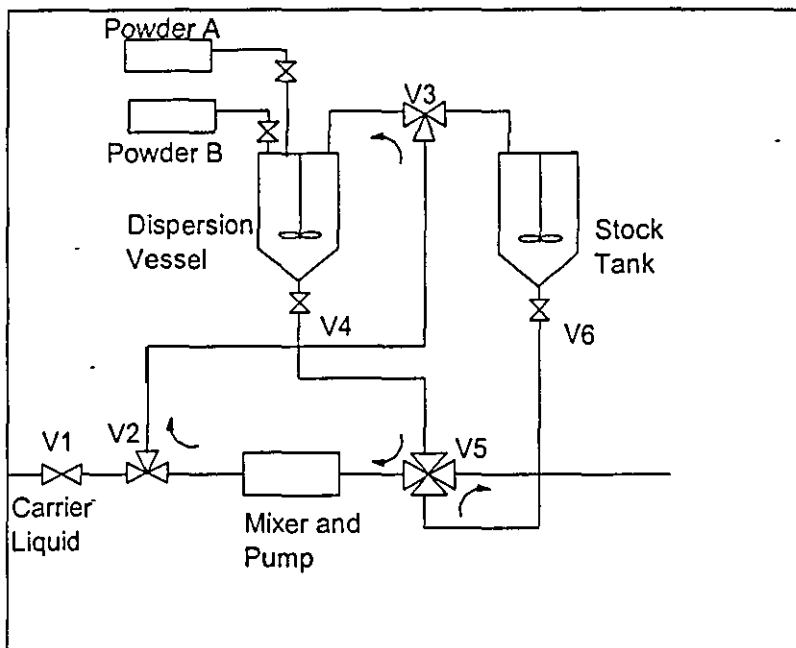 Powder A
V3
Powder B
Dispersion
Vessel
Stock
Tank
V4
V6
V1
V2
V5
Carrier
Liquid
Mixer and
Pump